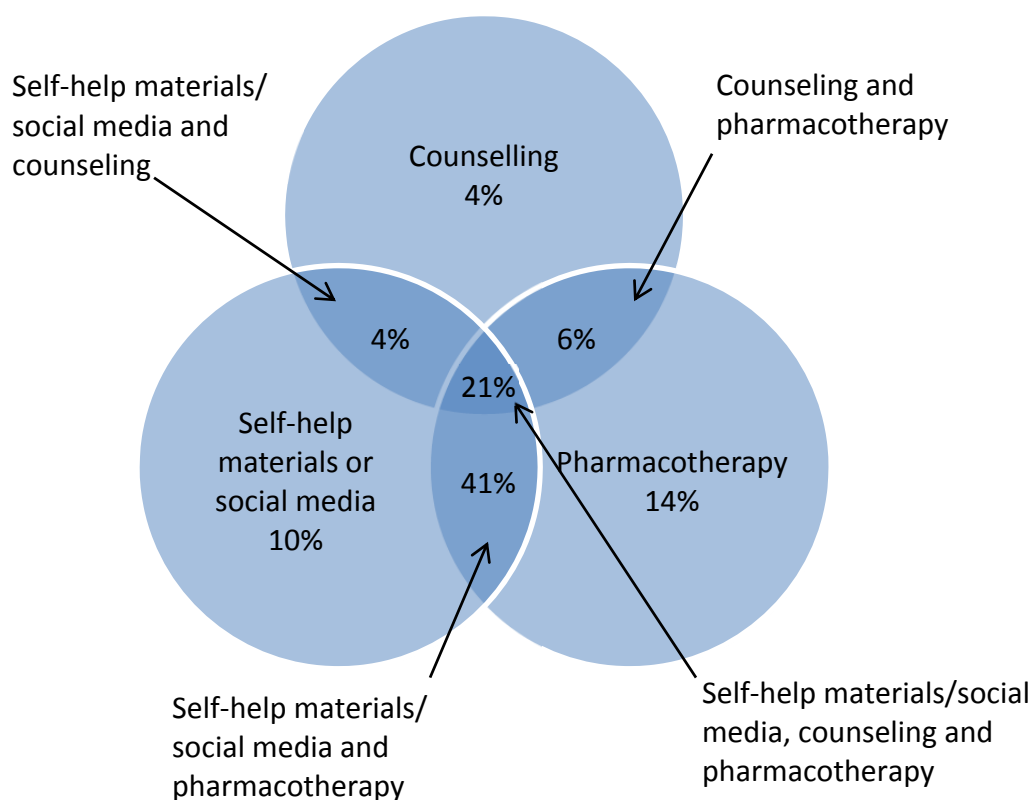 Self-help materials/
social media and
counseling
Counseling and
pharmacotherapy
Counselling
4%
4%
6%
21%
Self-help
materials or
social media
10%
41%
Pharmacotherapy
14%
Self-help materials/
social media and
pharmacotherapy
Self-help materials/social
media, counseling and
pharmacotherapy